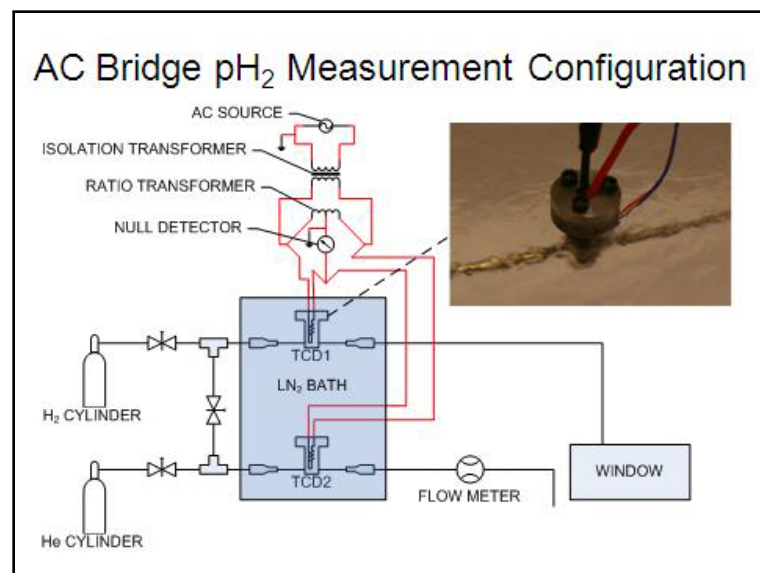 AC Bridge pH₂ Measurement Configuration
AC SOURCE
ISOLATION TRANSFORMER
RATIO TRANSFORMER
NULL DETECTOR
TCD1
LN₂ BATH
H₂ CYLINDER
TCD2
FLOW METER
WINDOW
He CYLINDER